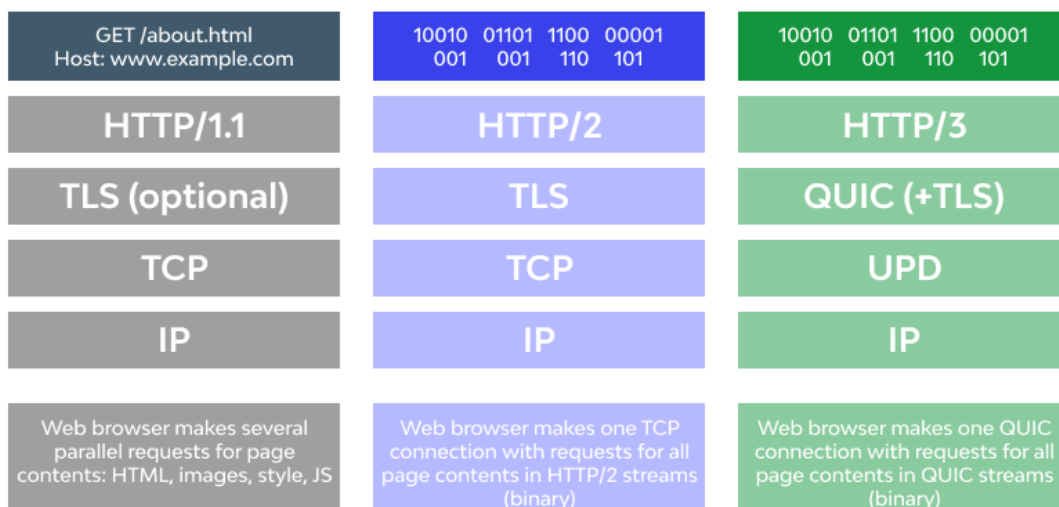 GET /about.html
Host: www.example.com
HTTP/1.1
TLS (optional)
TCP
IP
Web browser makes several
parallel requests for page
contents: HTML, images, style, JS
10010 01101 1100 00001
001 001 110 101
HTTP/2
TLS
TCP
IP
Web browser makes one TCP
connection with requests for all
page contents in HTTP/2 streams
(binary)
10010 01101 1100 00001
001 001 110 101
HTTP/3
QUIC (+TLS)
UPD
IP
Web browser makes one QUIC
connection with requests for all
page contents in QUIC streams
(binary)